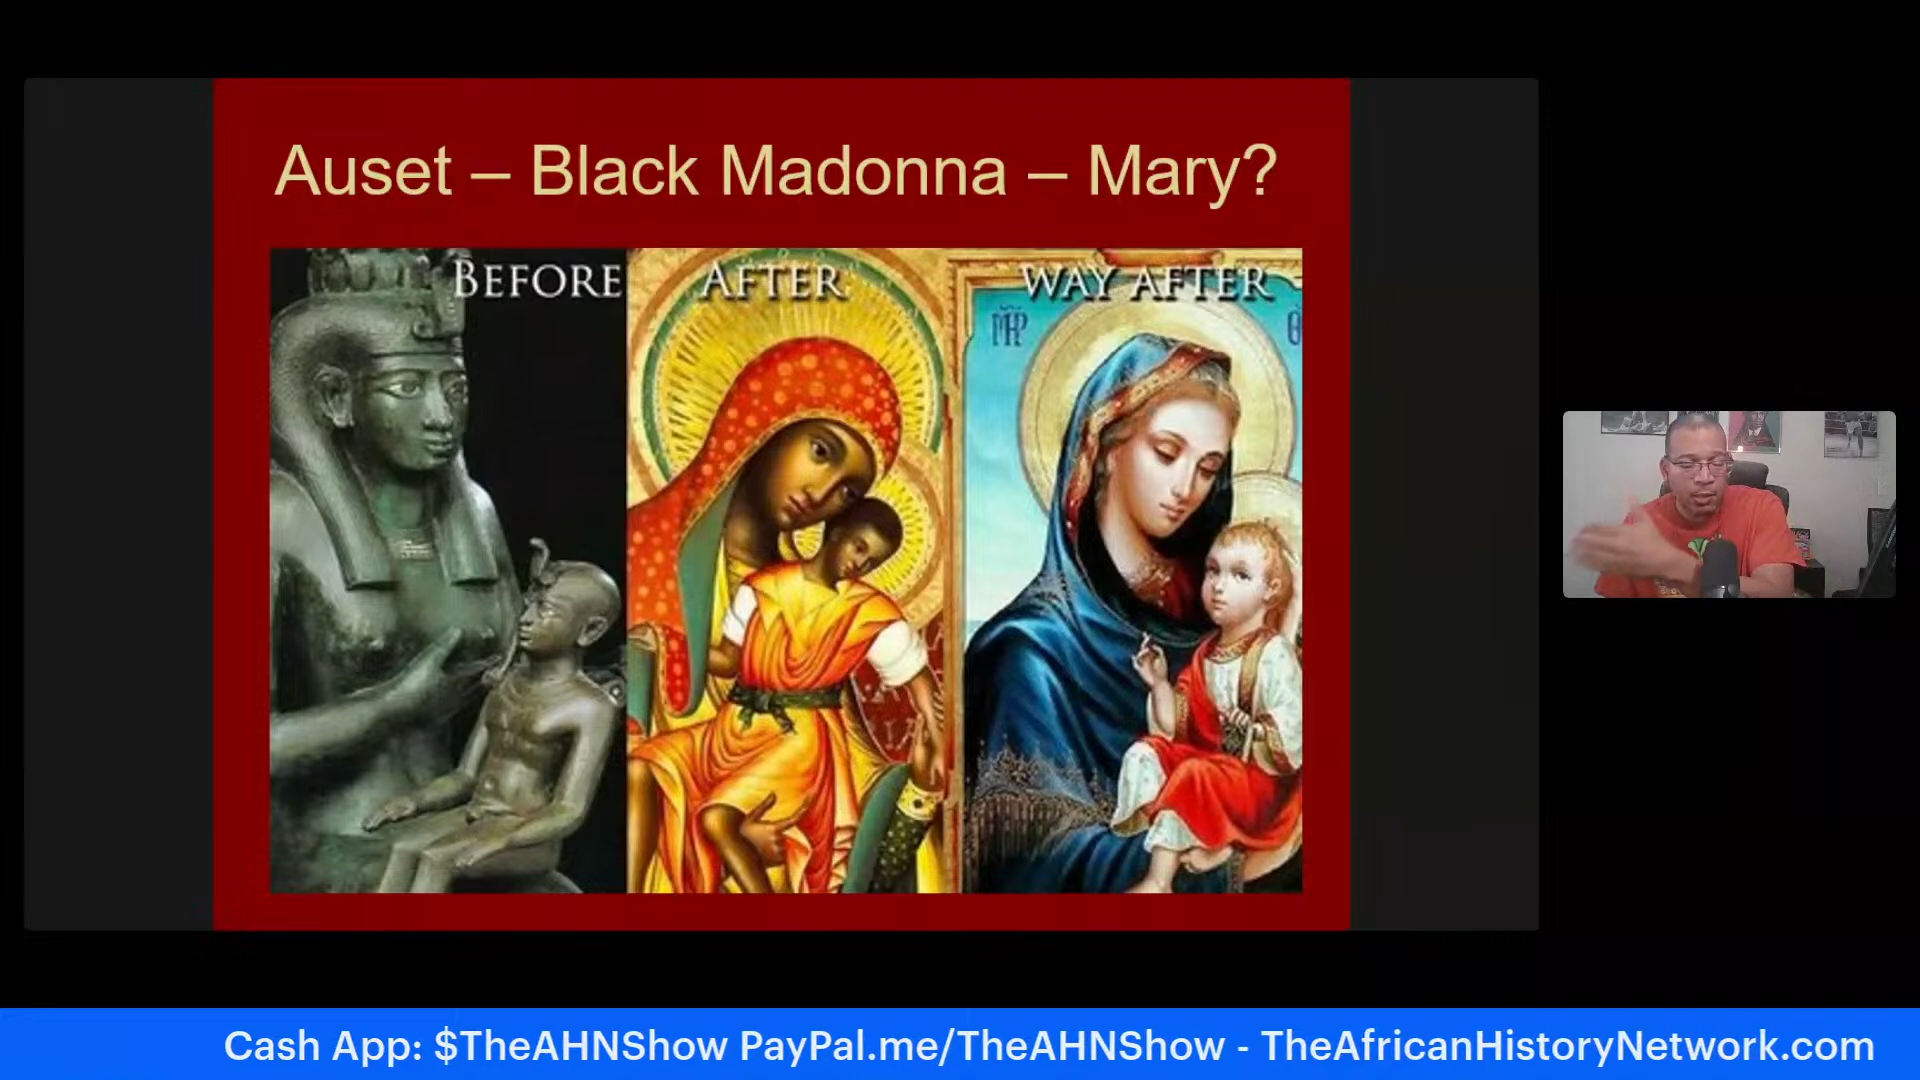 Auset – Black Madonna – Mary?
BEFORE
AFTER
WAY AFTER
Cash App: $TheAHNShow PayPal.me/TheAHNShow - TheAfricanHistoryNetwork.com